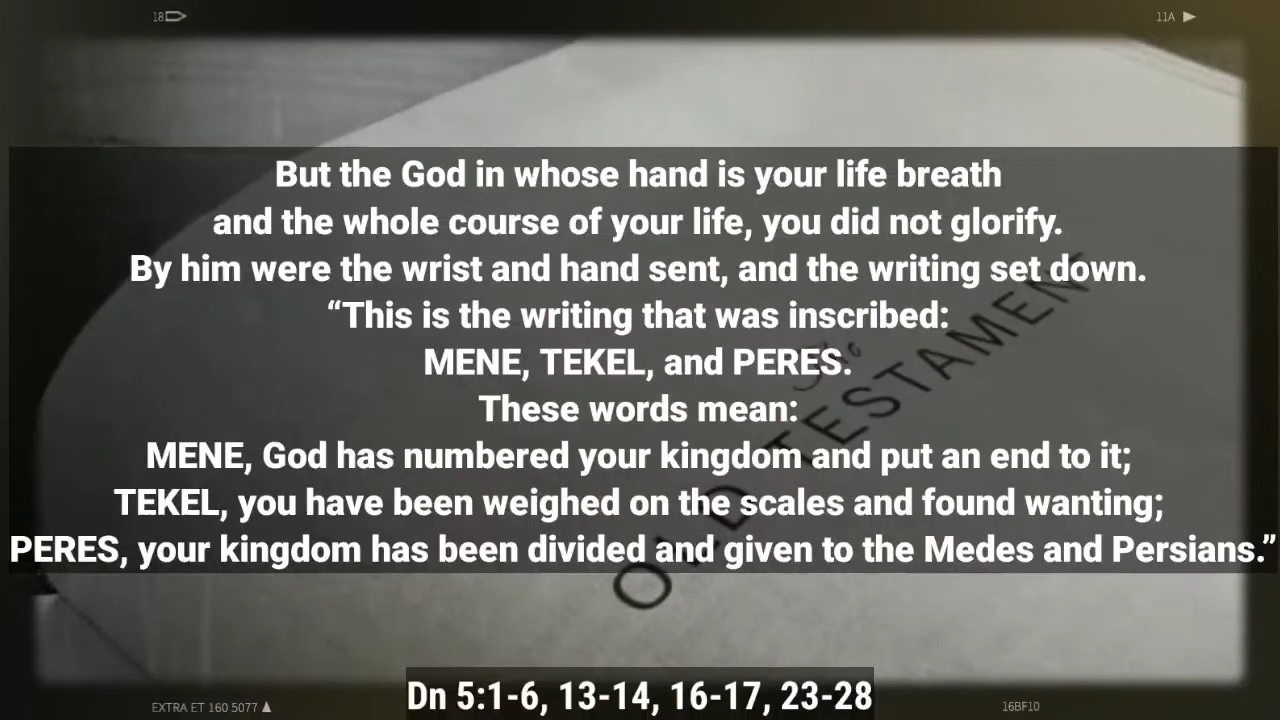 18
11A
But the God in whose hand is your life breath
and the whole course of your life, you did not glorify.
By him were the wrist and hand sent, and the writing set down.
“This is the writing that was inscribed:
MENE, TEKEL, and PERES.
These words mean:
MENE, God has numbered your kingdom and put an end to it;
TEKEL, you have been weighed on the scales and found wanting;
PERES, your kingdom has been divided and given to the Medes and Persians.”
The
OLD TESTAMENT
Dn 5:1-6, 13-14, 16-17, 23-28
EXTRA ET 160 5077
16BF10